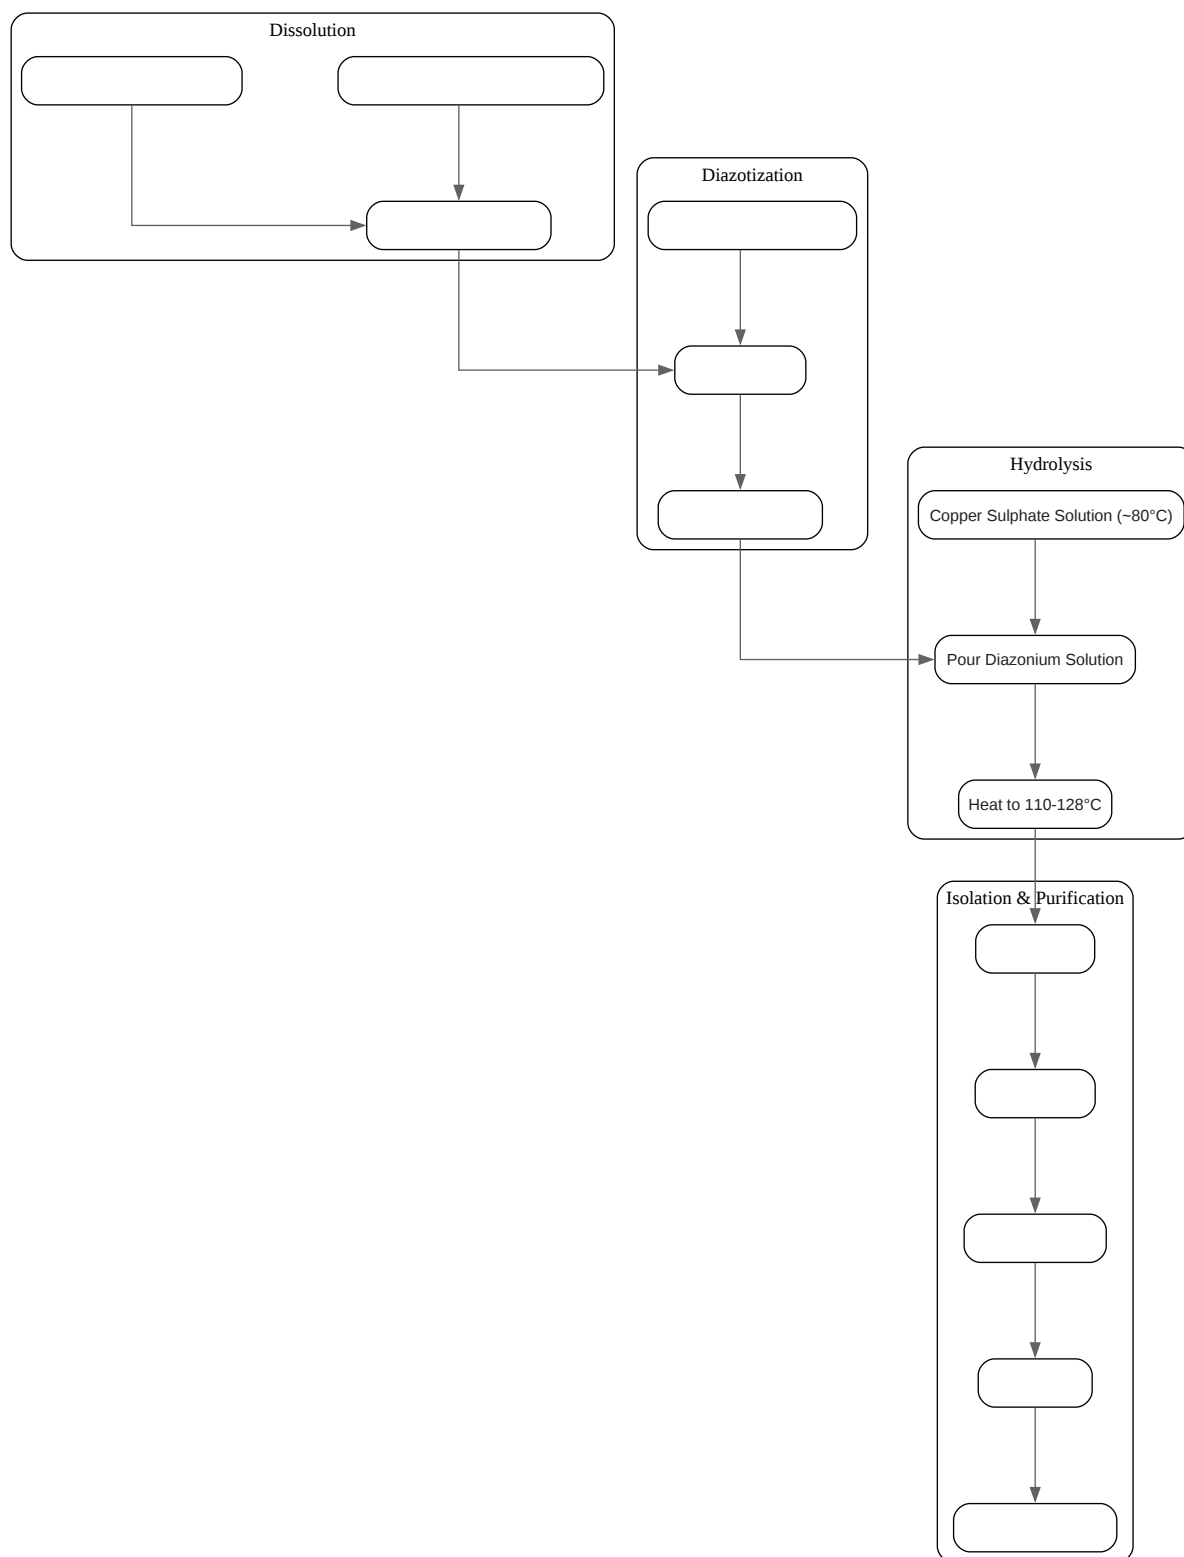 Dissolution
Diazotization
Hydrolysis
Copper Sulphate Solution (~80°C)
Pour Diazonium Solution
Heat to 110-128°C
Isolation & Purification